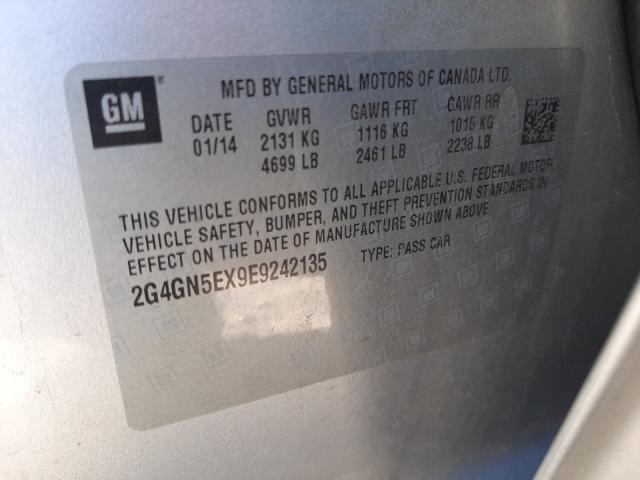 GM
MFD BY GENERAL MOTORS OF CANADA LTD.
DATE GVWR GAWR FRT GAWR RR
01/14 2131 KG 1116 KG 1015 KG
4699 LB 2461 LB 2238 LB
THIS VEHICLE CONFORMS TO ALL APPLICABLE U.S. FEDERAL MOTOR
VEHICLE SAFETY, BUMPER, AND THEFT PREVENTION STANDARDS IN
EFFECT ON THE DATE OF MANUFACTURE SHOWN ABOVE
2G4GN5EX9E9242135 TYPE: PASS CAR